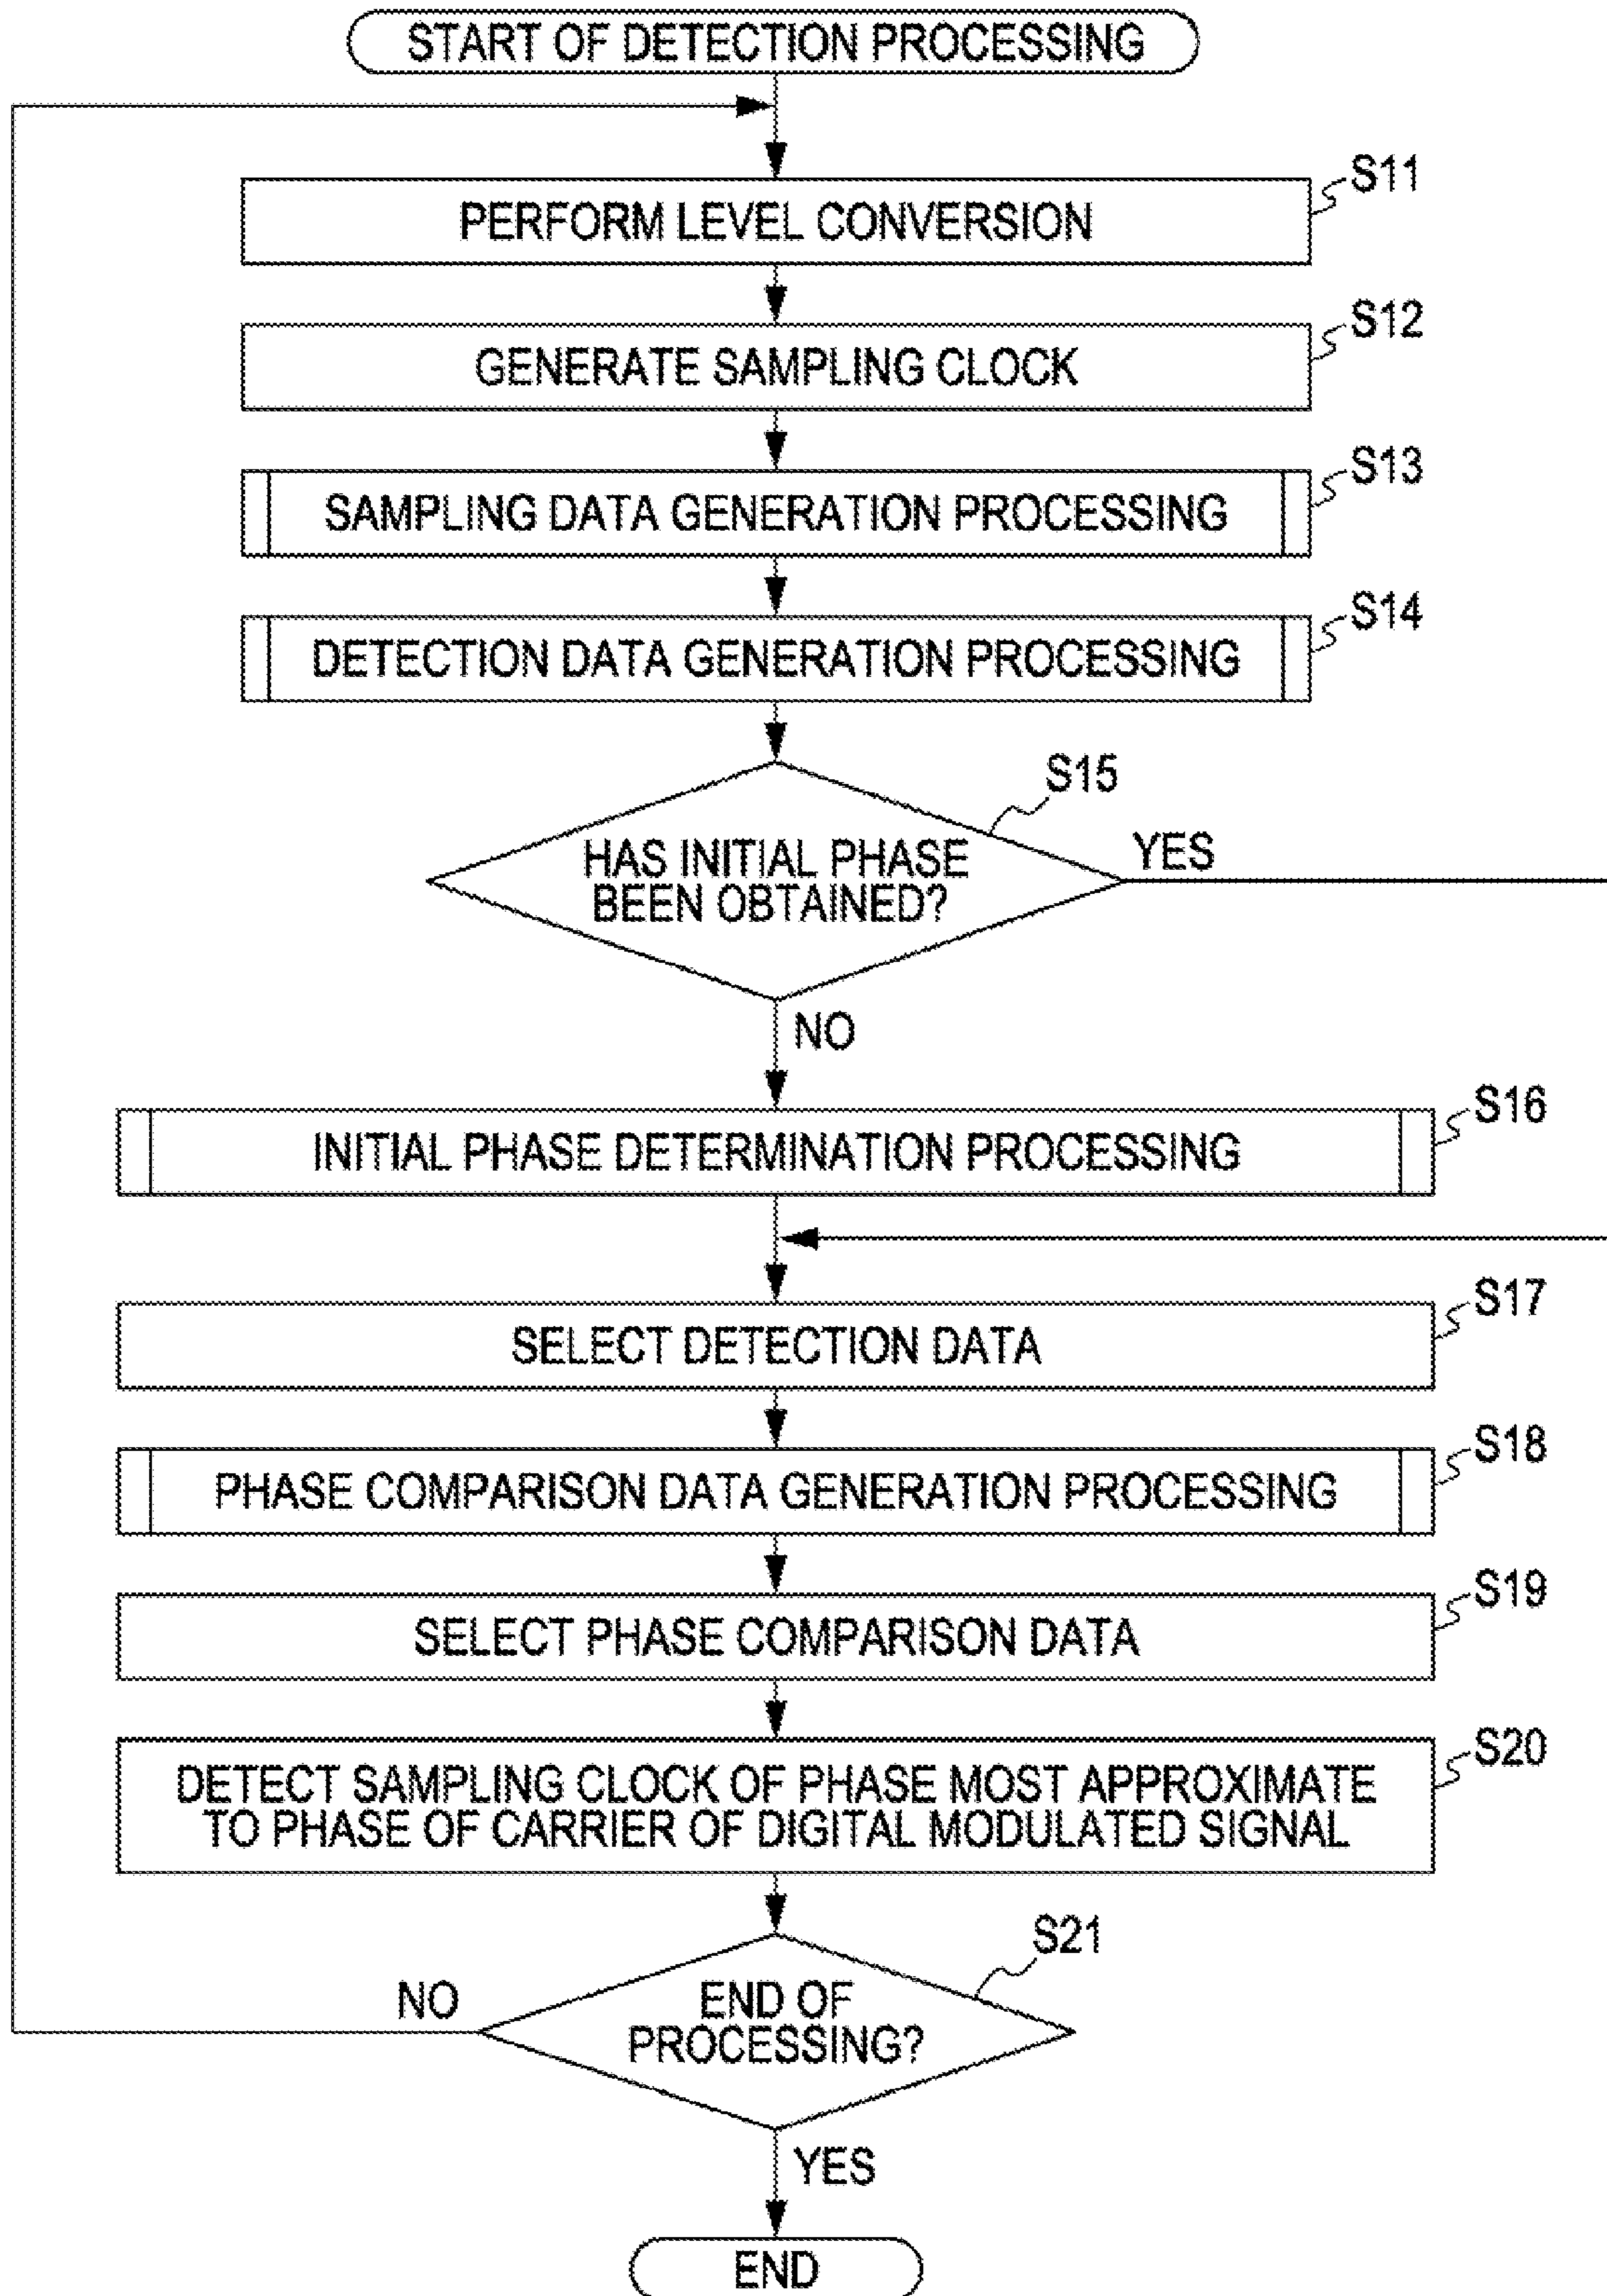 START OF DETECTION PROCESSING
S11
PERFORM LEVEL CONVERSION
S12
GENERATE SAMPLING CLOCK
S13
SAMPLING DATA GENERATION PROCESSING
S14
DETECTION DATA GENERATION PROCESSING
S15
HAS INITIAL PHASE
BEEN OBTAINED?
YES
NO
S16
INITIAL PHASE DETERMINATION PROCESSING
S17
SELECT DETECTION DATA
S18
PHASE COMPARISON DATA GENERATION PROCESSING
S19
SELECT PHASE COMPARISON DATA
S20
DETECT SAMPLING CLOCK OF PHASE MOST APPROXIMATE
TO PHASE OF CARRIER OF DIGITAL MODULATED SIGNAL
S21
END OF
PROCESSING?
NO
YES
END